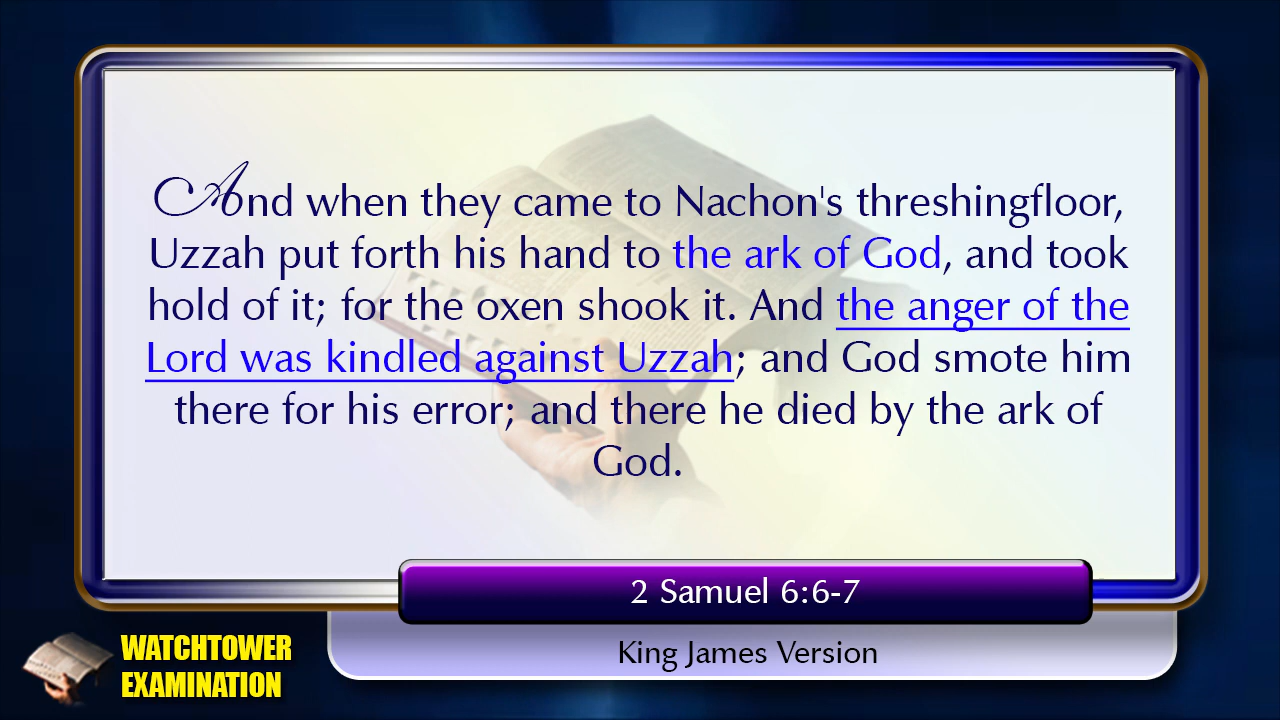 And when they came to Nachon's threshingfloor,
Uzzah put forth his hand to the ark of God, and took
hold of it; for the oxen shook it. And the anger of the
Lord was kindled against Uzzah; and God smote him
there for his error; and there he died by the ark of
God.
2 Samuel 6:6-7
King James Version
WATCHTOWER
EXAMINATION